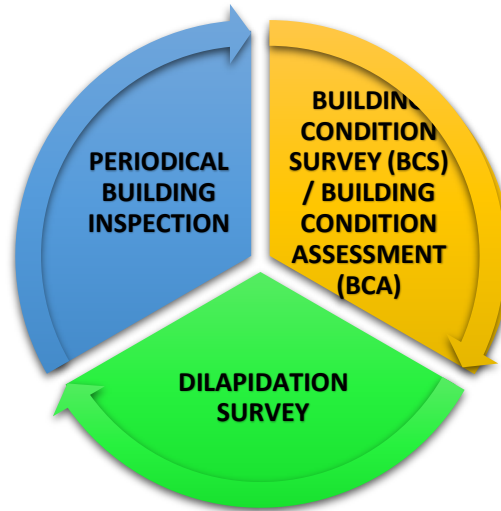 PERIODICAL
BUILDING
INSPECTION
BUILDING
CONDITION
SURVEY (BCS)
/ BUILDING
CONDITION
ASSESSMENT
(BCA)
DILAPIDATION
SURVEY